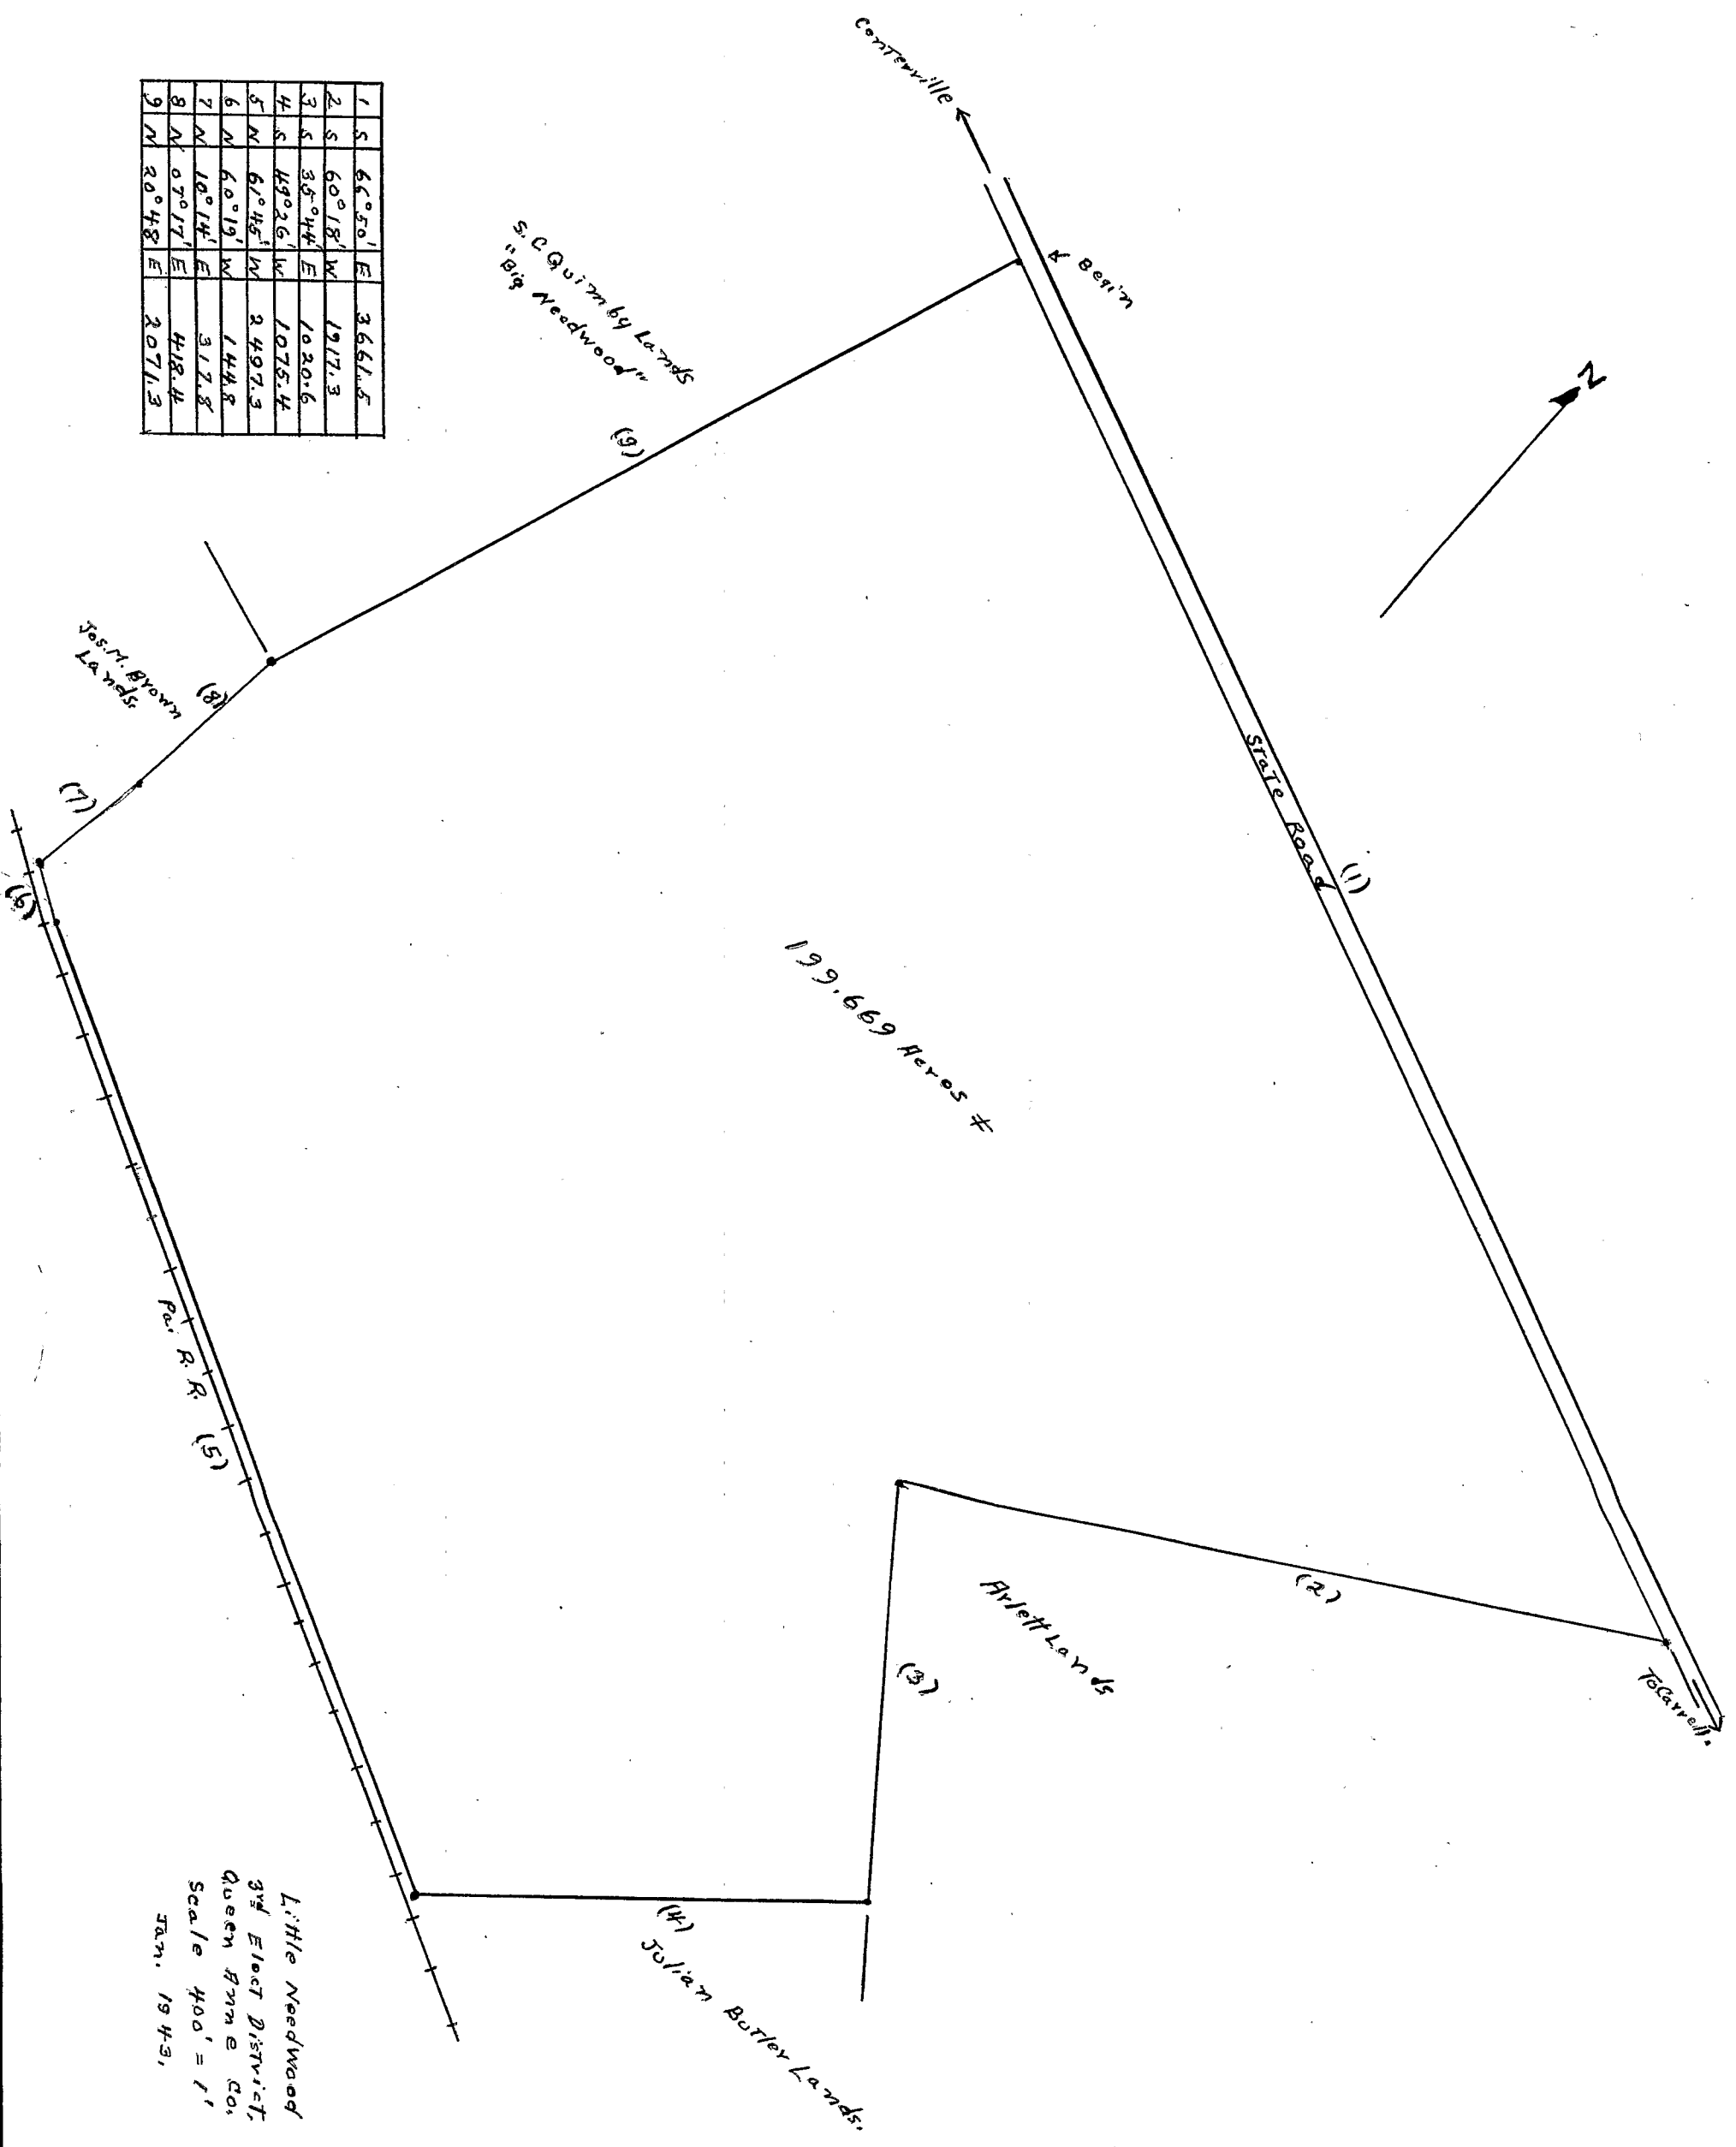 Centerville
Begin
N
State Road
(1)
To Carrell.
(2)
Arlett Lands
(3)
(4)
Julian Butler Lands.
Pa. R. R. (5)
(6)
(7)
Jos. M. Brown
Lands.
(8)
(9)
S. C Quimby Lands
"Big Needwood"
199.669 Acres
1 S 66°50' E 3661.5
2 S 60°18' W 1917.3
3 S 35°44' E 1020.6
4 S 49°26' W 1075.4
5 N 61°45' W 2497.3
6 N 60°19' W 144.8
7 N 10°14' E 317.8
8 N 07°17' E 418.4
9 N 20°48' E 2071.3
Little Needwood
3rd Elect District.
Queen Anne Co.
Scale 400' = 1'
Jan. 1943.